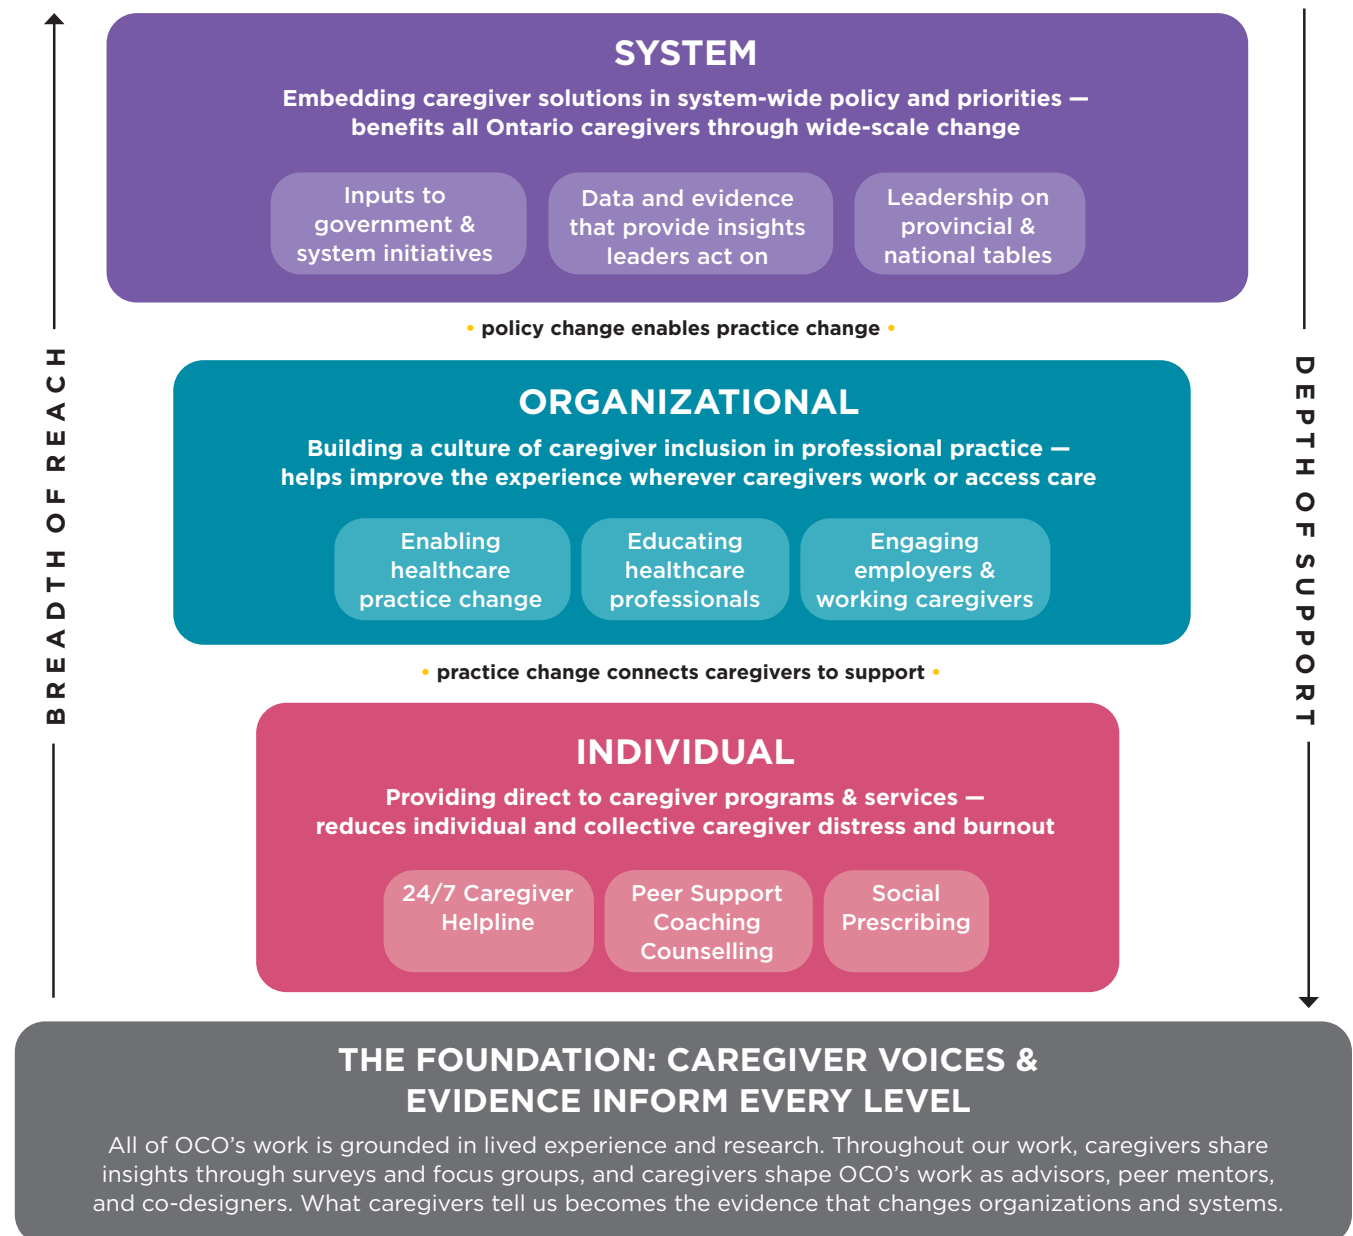 SYSTEM
Embedding caregiver solutions in system-wide policy and priorities —
benefits all Ontario caregivers through wide-scale change
Inputs to
government &
system initiatives
Data and evidence
that provide insights
leaders act on
Leadership on
provincial &
national tables
• policy change enables practice change •
BREADTH OF REACH
DEPTH OF SUPPORT
ORGANIZATIONAL
Building a culture of caregiver inclusion in professional practice —
helps improve the experience wherever caregivers work or access care
Enabling
healthcare
practice change
Educating
healthcare
professionals
Engaging
employers &
working caregivers
• practice change connects caregivers to support •
INDIVIDUAL
Providing direct to caregiver programs & services —
reduces individual and collective caregiver distress and burnout
24/7 Caregiver
Helpline
Peer Support
Coaching
Counselling
Social
Prescribing
THE FOUNDATION: CAREGIVER VOICES &
EVIDENCE INFORM EVERY LEVEL
All of OCO’s work is grounded in lived experience and research. Throughout our work, caregivers share
insights through surveys and focus groups, and caregivers shape OCO’s work as advisors, peer mentors,
and co-designers. What caregivers tell us becomes the evidence that changes organizations and systems.